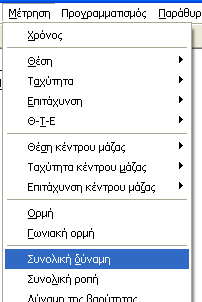 Μέτρηση Προγραμματισμός Παράθυρ
Χρόνος
Θέση
Ταχύτητα
Επιτάχυνση
Θ-Τ-Ε
Θέση κέντρου μάζας
Ταχύτητα κέντρου μάζας
Επιτάχυνση κέντρου μάζας
Ορμή
Γωνιακή ορμή
Συνολική δύναμη
Συνολική ροπή
Δύναμη της βαρύτητας